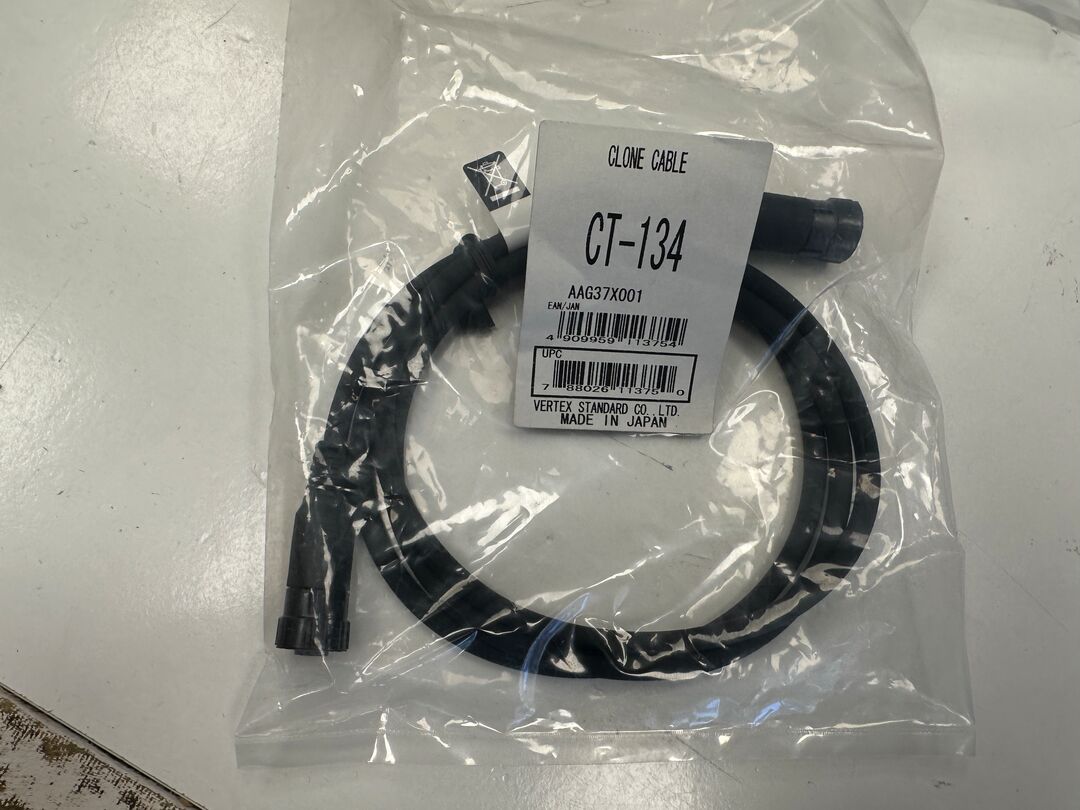 CLONE CABLE
CT-134
AAG37X001
EAN/JAN
4 909959 113754
UPC
7 88026 11375 0
VERTEX STANDARD CO., LTD.
MADE IN JAPAN